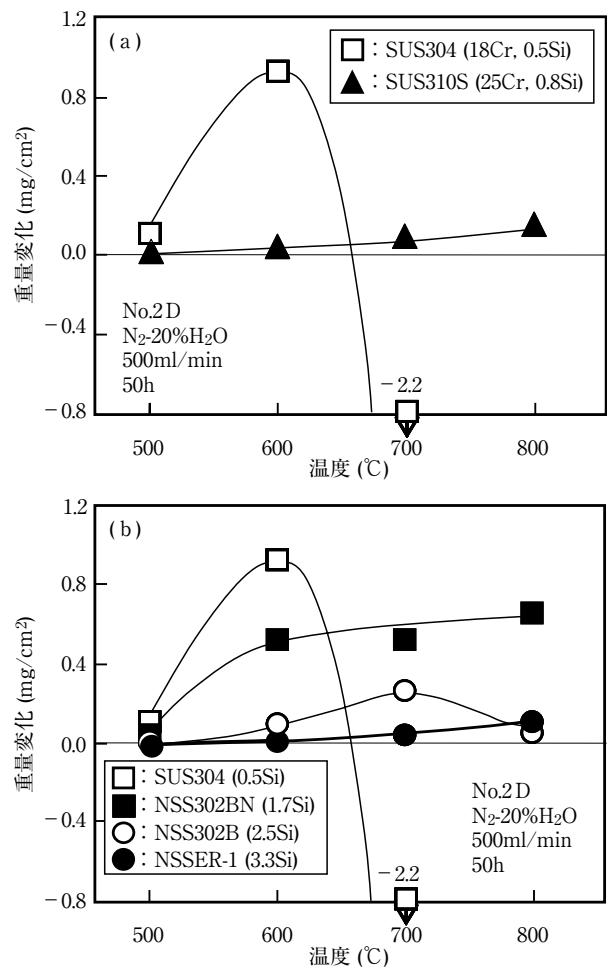 (a)
□：SUS304 (18Cr, 0.5Si)
▲：SUS310S (25Cr, 0.8Si)
1.2
0.8
0.4
0.0
－0.4
－0.8
重量変化 (mg/cm²)
No.2D
N₂-20%H₂O
500ml/min
50h
－2.2
500 600 700 800
温度 (℃)
(b)
1.2
0.8
0.4
0.0
－0.4
－0.8
重量変化 (mg/cm²)
□：SUS304 (0.5Si)
■：NSS302BN (1.7Si)
○：NSS302B (2.5Si)
●：NSSER-1 (3.3Si)
No.2D
N₂-20%H₂O
500ml/min
50h
－2.2
500 600 700 800
温度 (℃)